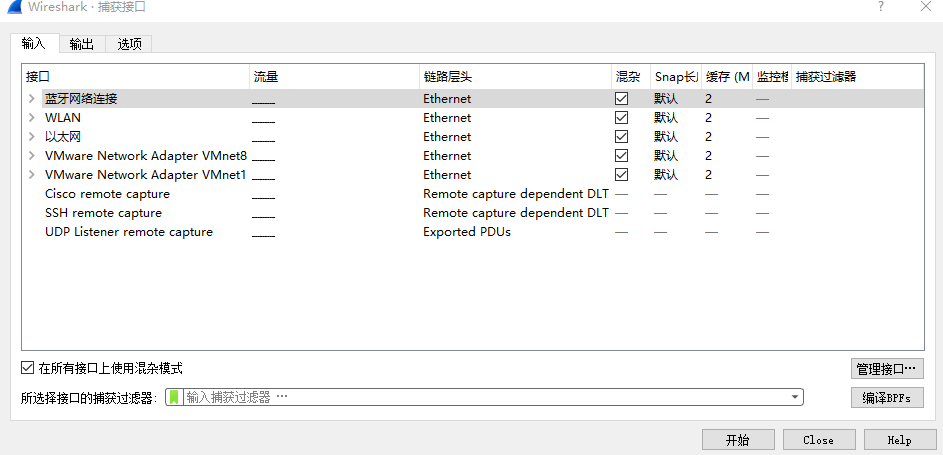 Wireshark · 捕获接口
?
输入 输出 选项
接口 流量 链路层头 混杂 Snap长 缓存 (M 监控 捕获过滤器
蓝牙网络连接 Ethernet 默认 2 —
WLAN Ethernet 默认 2 —
以太网 Ethernet 默认 2 —
VMware Network Adapter VMnet8 Ethernet 默认 2 —
VMware Network Adapter VMnet1 Ethernet 默认 2 —
Cisco remote capture Remote capture dependent DLT — — — —
SSH remote capture Remote capture dependent DLT — — — —
UDP Listener remote capture Exported PDUs — — — —
在所有接口上使用混杂模式 管理接口…
所选择接口的捕获过滤器: 输入捕获过滤器 … 编译BPFs
开始 Close Help